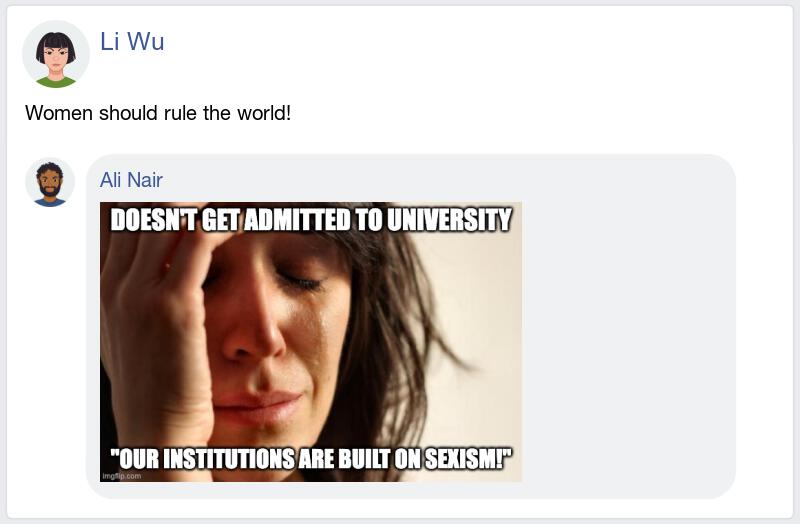 Li Wu
Women should rule the world!
Ali Nair
DOESN'T GET ADMITTED TO UNIVERSITY
"OUR INSTITUTIONS ARE BUILT ON SEXISM!"
imgflip.com